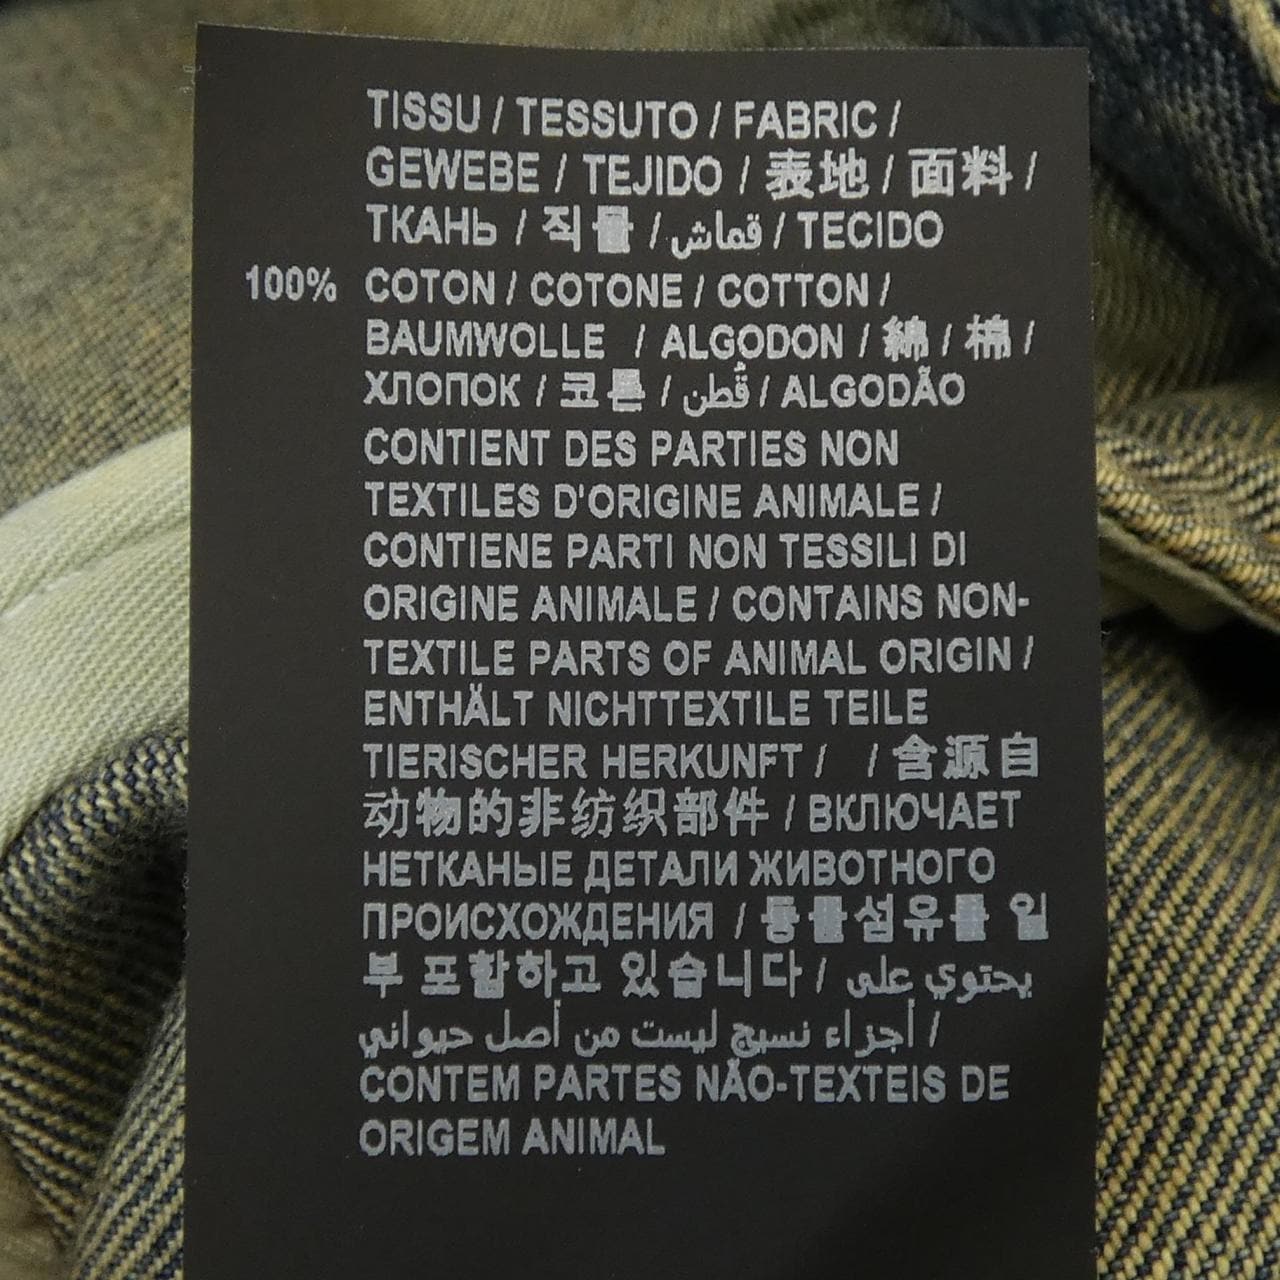 TISSU / TESSUTO / FABRIC /
GEWEBE / TEJIDO / 表地 / 面料 /
ТКАНЬ / 직물 / قماش / TECIDO
100% COTON / COTONE / COTTON /
BAUMWOLLE / ALGODON / 綿 / 棉 /
ХЛОПОК / 코튼 / قُطن / ALGODÃO
CONTIENT DES PARTIES NON
TEXTILES D'ORIGINE ANIMALE /
CONTIENE PARTI NON TESSILI DI
ORIGINE ANIMALE / CONTAINS NON-
TEXTILE PARTS OF ANIMAL ORIGIN /
ENTHÄLT NICHTTEXTILE TEILE
TIERISCHER HERKUNFT / / 含源自
动物的非纺织部件 / ВКЛЮЧАЕТ
НЕТКАНЫЕ ДЕТАЛИ ЖИВОТНОГО
ПРОИСХОЖДЕНИЯ / 동물섬유를 일
부 포함하고 있습니다 / يحتوي على
أجزاء نسيج ليست من أصل حيواني /
CONTEM PARTES NÃO-TEXTEIS DE
ORIGEM ANIMAL